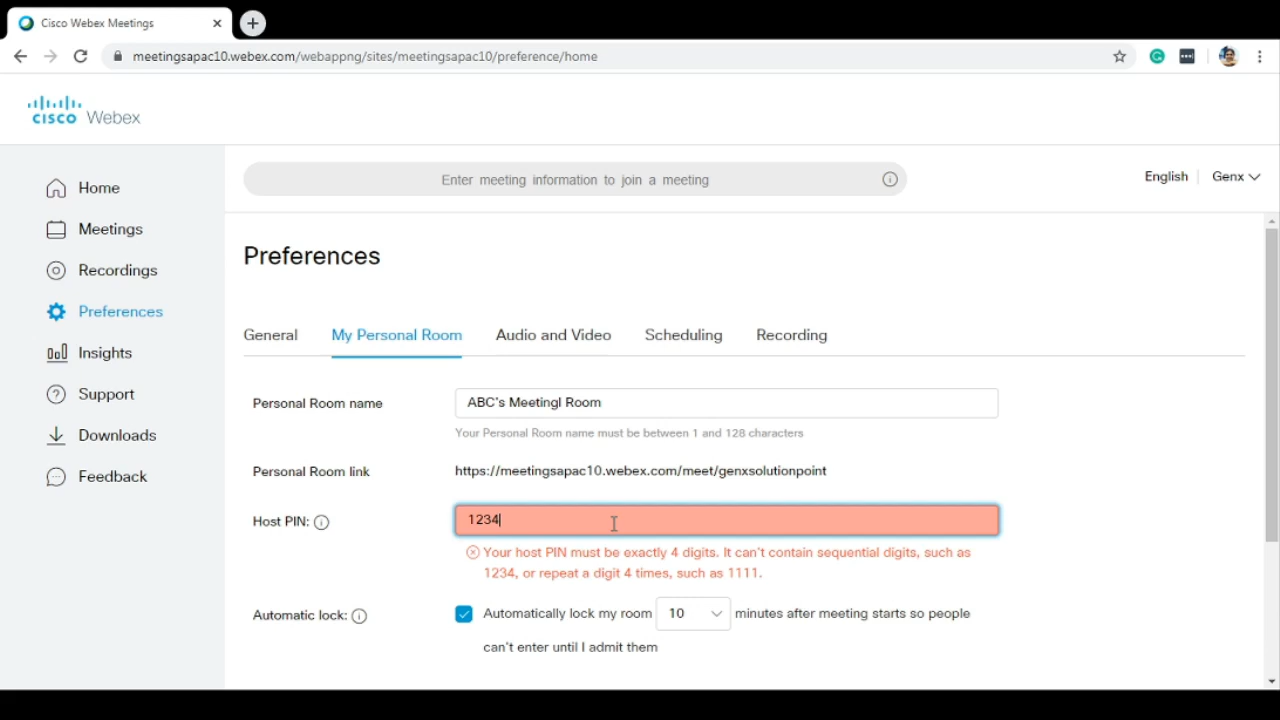 Cisco Webex Meetings
meetingsapac10.webex.com/webappng/sites/meetingsapac10/preference/home
cisco Webex
Enter meeting information to join a meeting
English
Genx
Home
Meetings
Recordings
Preferences
Insights
Support
Downloads
Feedback
Preferences
General
My Personal Room
Audio and Video
Scheduling
Recording
Personal Room name
ABC's Meetingl Room
Your Personal Room name must be between 1 and 128 characters
Personal Room link
https://meetingsapac10.webex.com/meet/genxsolutionpoint
Host PIN:
1234
Your host PIN must be exactly 4 digits. It can't contain sequential digits, such as
1234, or repeat a digit 4 times, such as 1111.
Automatic lock:
Automatically lock my room 10 minutes after meeting starts so people
can't enter until I admit them